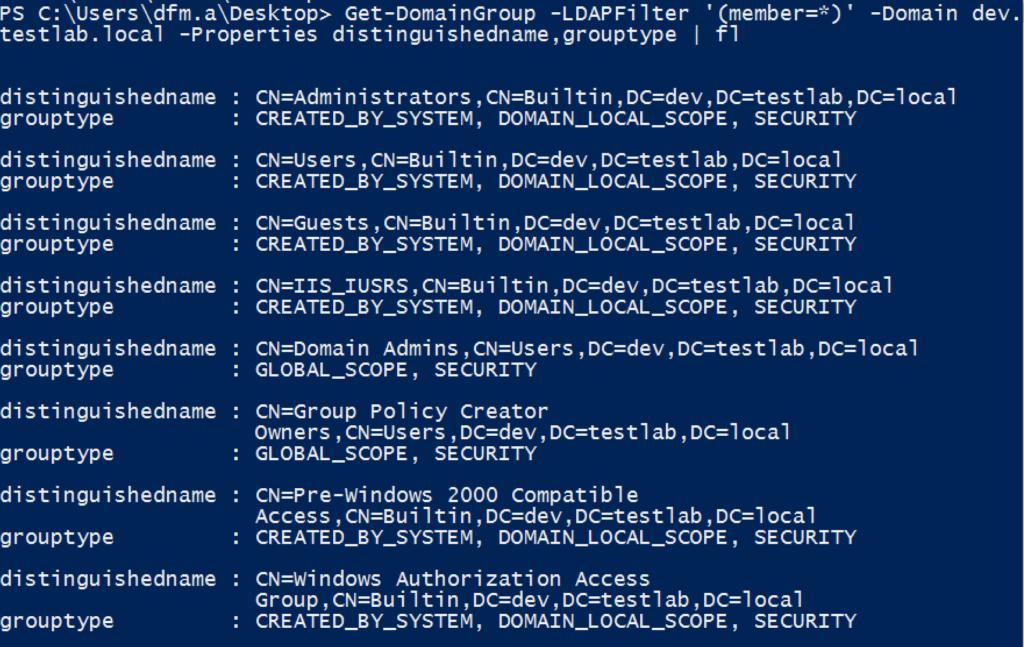 PS C:\Users\dfm.a\Desktop> Get-DomainGroup -LDAPFilter '(member=*)' -Domain dev.
testlab.local -Properties distinguishedname,grouptype | fl
distinguishedname : CN=Administrators,CN=Builtin,DC=dev,DC=testlab,DC=local
grouptype : CREATED_BY_SYSTEM, DOMAIN_LOCAL_SCOPE, SECURITY
distinguishedname : CN=Users,CN=Builtin,DC=dev,DC=testlab,DC=local
grouptype : CREATED_BY_SYSTEM, DOMAIN_LOCAL_SCOPE, SECURITY
distinguishedname : CN=Guests,CN=Builtin,DC=dev,DC=testlab,DC=local
grouptype : CREATED_BY_SYSTEM, DOMAIN_LOCAL_SCOPE, SECURITY
distinguishedname : CN=IIS_IUSRS,CN=Builtin,DC=dev,DC=testlab,DC=local
grouptype : CREATED_BY_SYSTEM, DOMAIN_LOCAL_SCOPE, SECURITY
distinguishedname : CN=Domain Admins,CN=Users,DC=dev,DC=testlab,DC=local
grouptype : GLOBAL_SCOPE, SECURITY
distinguishedname : CN=Group Policy Creator
Owners,CN=Users,DC=dev,DC=testlab,DC=local
grouptype : GLOBAL_SCOPE, SECURITY
distinguishedname : CN=Pre-Windows 2000 Compatible
Access,CN=Builtin,DC=dev,DC=testlab,DC=local
grouptype : CREATED_BY_SYSTEM, DOMAIN_LOCAL_SCOPE, SECURITY
distinguishedname : CN=Windows Authorization Access
Group,CN=Builtin,DC=dev,DC=testlab,DC=local
grouptype : CREATED_BY_SYSTEM, DOMAIN_LOCAL_SCOPE, SECURITY